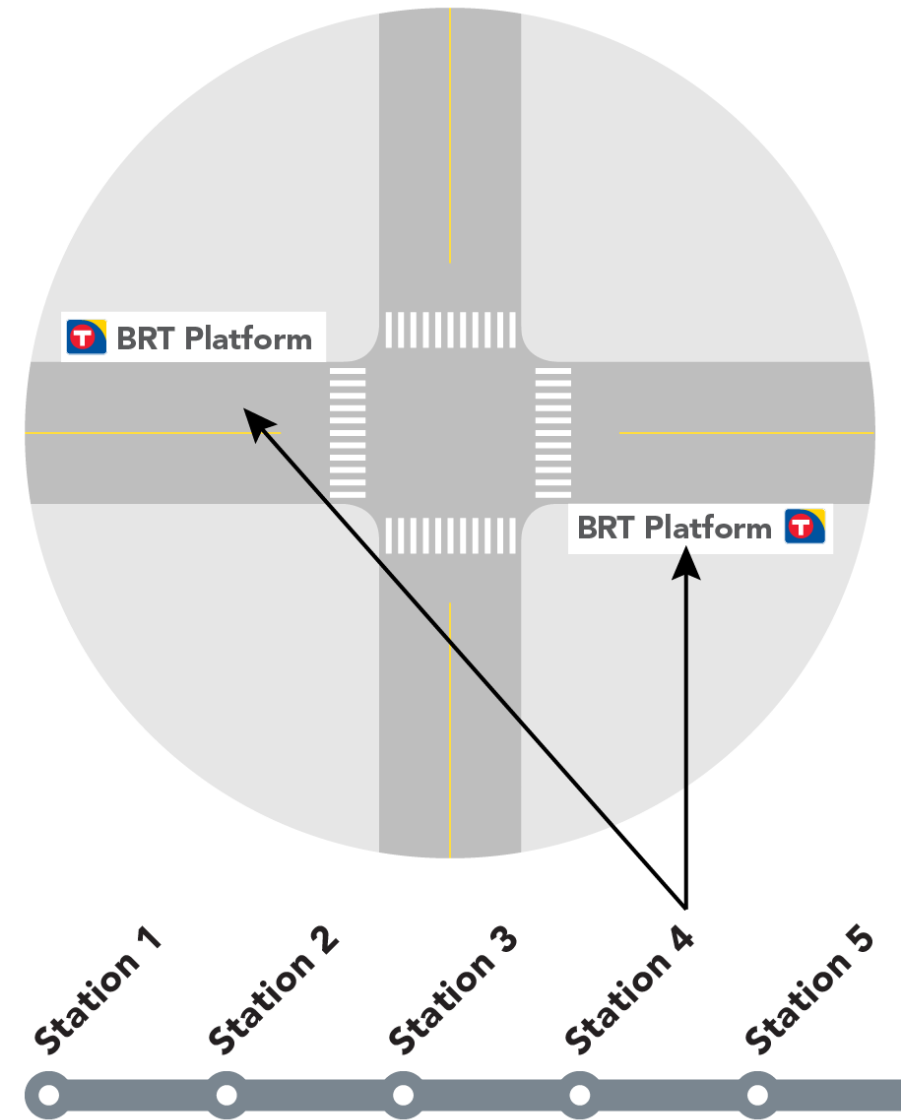 T BRT Platform
BRT Platform T
Station 1
Station 2
Station 3
Station 4
Station 5